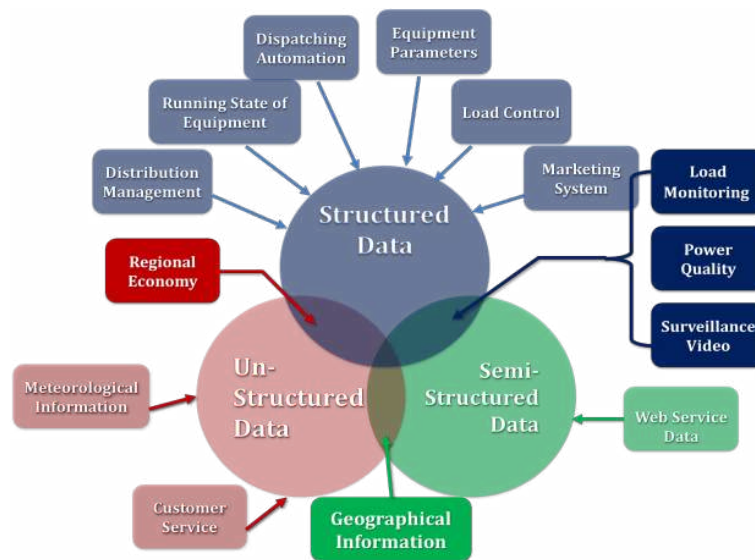 Dispatching
Automation
Equipment
Parameters
Running State of
Equipment
Load Control
Distribution
Management
Marketing
System
Load
Monitoring
Structured
Data
Regional
Economy
Power
Quality
Surveillance
Video
Un-
Structured
Data
Semi-
Structured
Data
Meteorological
Information
Web Service
Data
Customer
Service
Geographical
Information